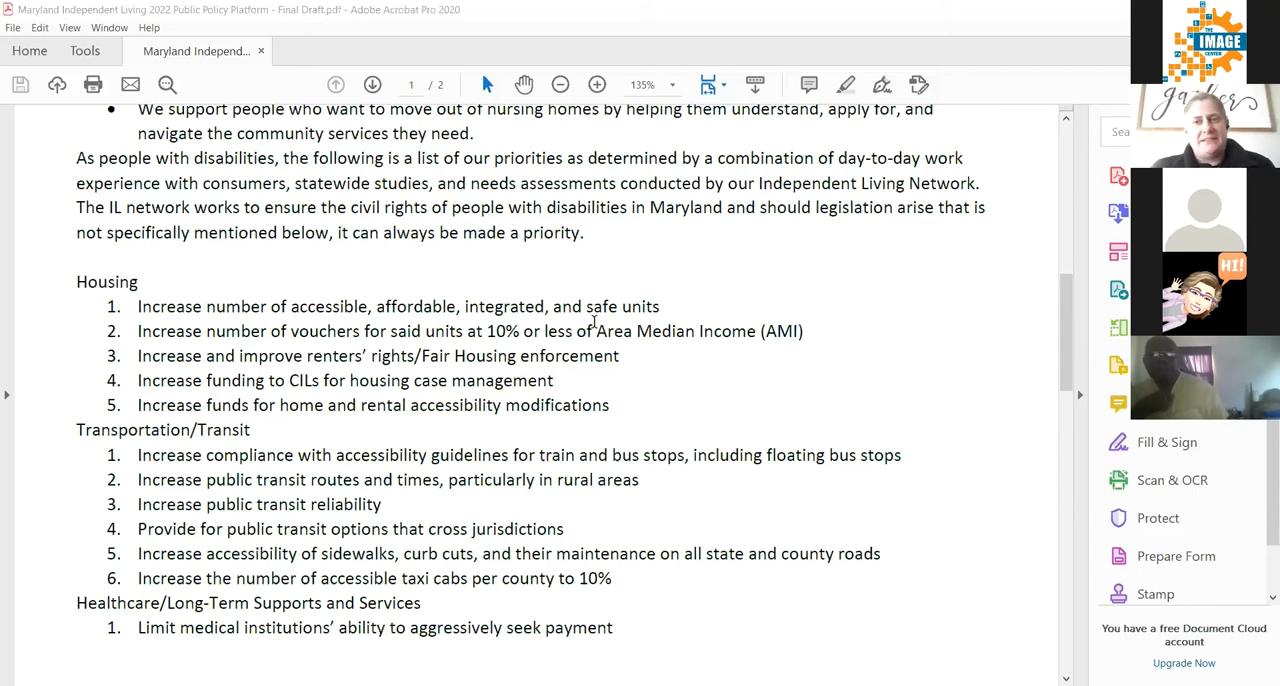 Maryland Independent Living 2022 Public Policy Platform - Final Draft.pdf - Adobe Acrobat Pro 2020
File Edit View Window Help
Home Tools Maryland Independ... ×
1 / 2 135%
• We support people who want to move out of nursing homes by helping them understand, apply for, and
navigate the community services they need.
As people with disabilities, the following is a list of our priorities as determined by a combination of day-to-day work
experience with consumers, statewide studies, and needs assessments conducted by our Independent Living Network.
The IL network works to ensure the civil rights of people with disabilities in Maryland and should legislation arise that is
not specifically mentioned below, it can always be made a priority.
Housing
1. Increase number of accessible, affordable, integrated, and safe units
2. Increase number of vouchers for said units at 10% or less of Area Median Income (AMI)
3. Increase and improve renters' rights/Fair Housing enforcement
4. Increase funding to CILs for housing case management
5. Increase funds for home and rental accessibility modifications
Transportation/Transit
1. Increase compliance with accessibility guidelines for train and bus stops, including floating bus stops
2. Increase public transit routes and times, particularly in rural areas
3. Increase public transit reliability
4. Provide for public transit options that cross jurisdictions
5. Increase accessibility of sidewalks, curb cuts, and their maintenance on all state and county roads
6. Increase the number of accessible taxi cabs per county to 10%
Healthcare/Long-Term Supports and Services
1. Limit medical institutions' ability to aggressively seek payment
THE
IMAGE
CENTER
gather
Sea
HI!
Fill & Sign
Scan & OCR
Protect
Prepare Form
Stamp
You have a free Document Cloud
account
Upgrade Now